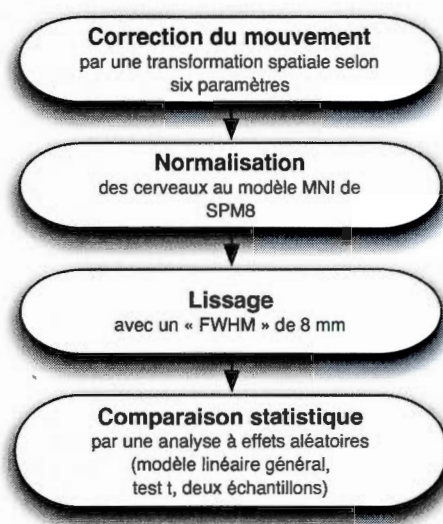 Correction du mouvement
par une transformation spatiale selon
six paramètres
Normalisation
des cerveaux au modèle MNI de
SPM8
Lissage
avec un « FWHM » de 8 mm
Comparaison statistique
par une analyse à effets aléatoires
(modèle linéaire général,
test t, deux échantillons)